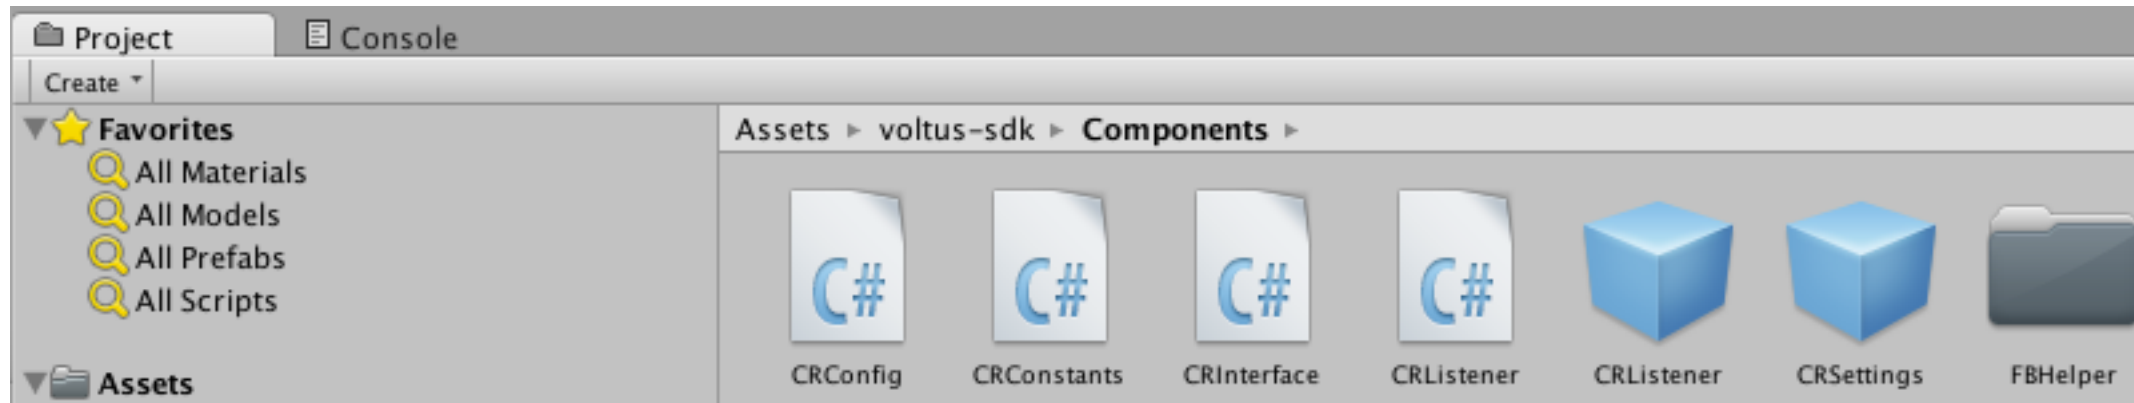 Project
Console
Create
Favorites
All Materials
All Models
All Prefabs
All Scripts
Assets
Assets voltus-sdk Components
C# C# C# C#
CRConfig CRConstants CRInterface CRListener CRListener CRSettings FBHelper